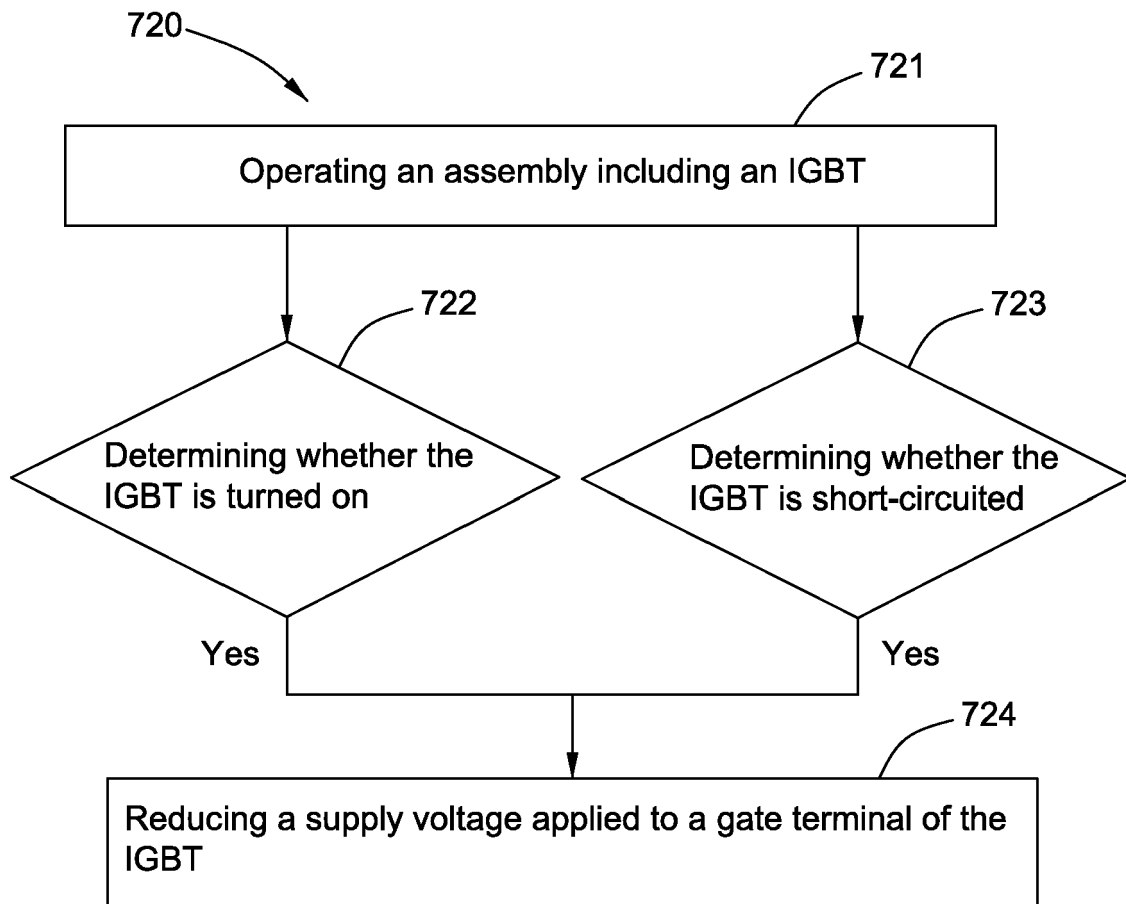 720
721
Operating an assembly including an IGBT
722
723
Determining whether the
IGBT is turned on
Determining whether the
IGBT is short-circuited
Yes
Yes
724
Reducing a supply voltage applied to a gate terminal of the
IGBT